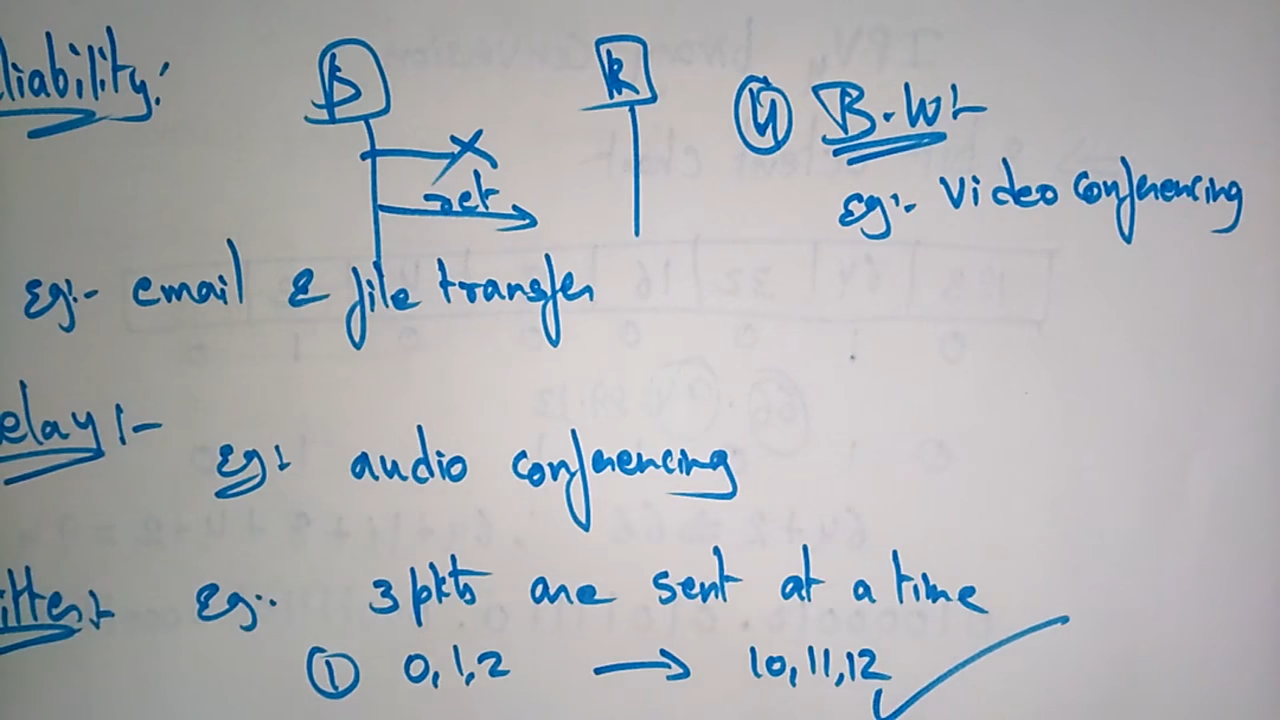 liability:
S
R
④ B.W:-
eg:- Video conferencing
ret
eg:- email & file transfer
elay:-
eg: audio conferencing
itter:
eg:- 3 pkts are sent at a time
① 0,1,2 → 10,11,12